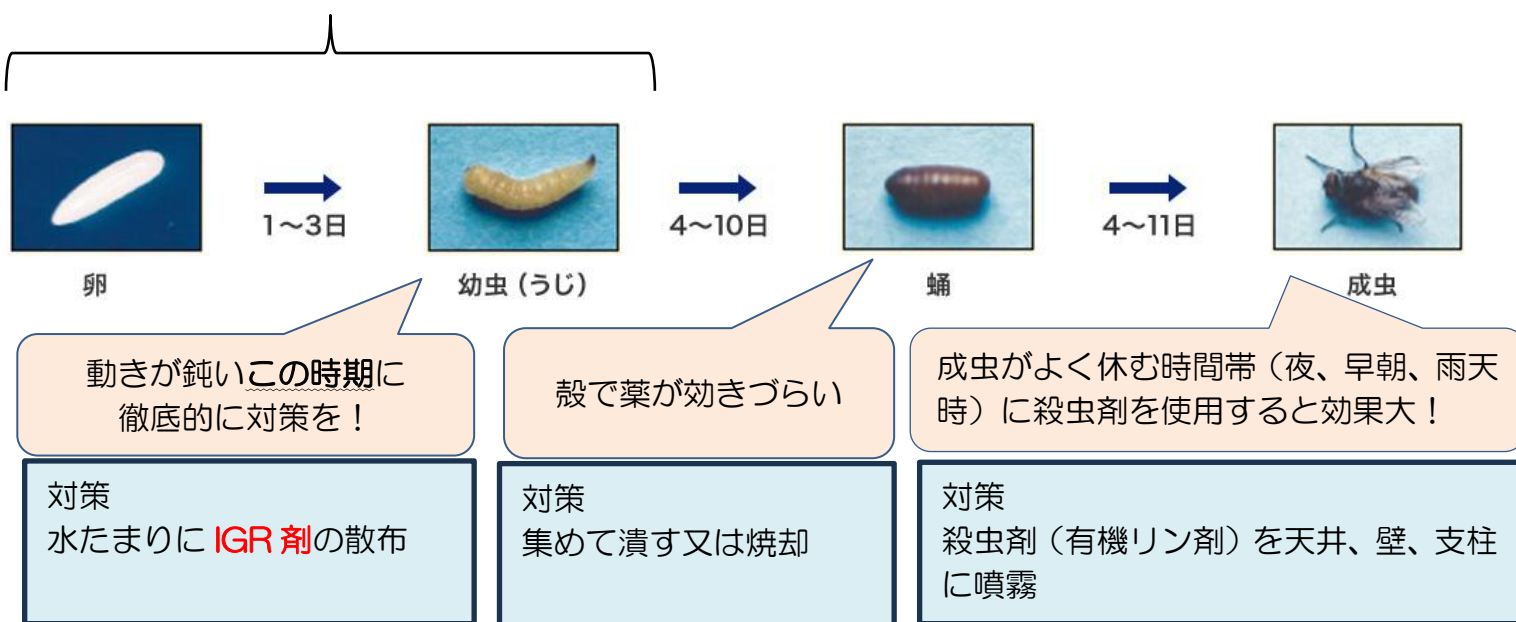 1～3日
4～10日
4～11日
卵
幼虫（うじ）
蛹
成虫
動きが鈍いこの時期に
徹底的に対策を！
殻で薬が効きづらい
成虫がよく休む時間帯（夜、早朝、雨天
時）に殺虫剤を使用すると効果大！
対策
水たまりに IGR 剤の散布
対策
集めて潰す又は焼却
対策
殺虫剤（有機リン剤）を天井、壁、支柱
に噴霧